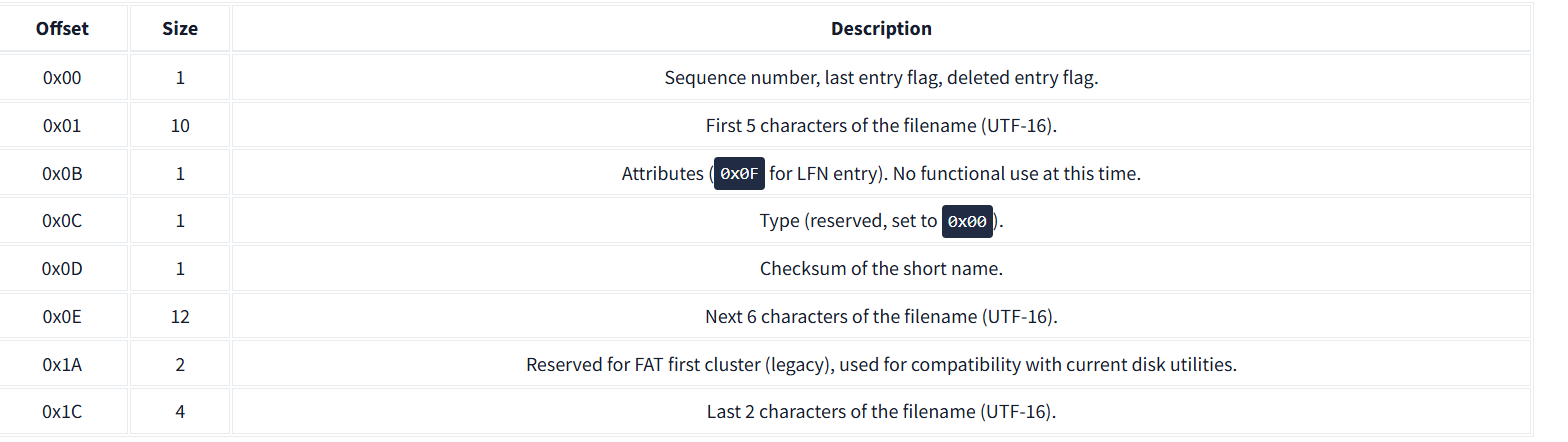 Offset Size Description
0x00 1 Sequence number, last entry flag, deleted entry flag.
0x01 10 First 5 characters of the filename (UTF-16).
0x0B 1 Attributes (0x0F for LFN entry). No functional use at this time.
0x0C 1 Type (reserved, set to 0x00).
0x0D 1 Checksum of the short name.
0x0E 12 Next 6 characters of the filename (UTF-16).
0x1A 2 Reserved for FAT first cluster (legacy), used for compatibility with current disk utilities.
0x1C 4 Last 2 characters of the filename (UTF-16).